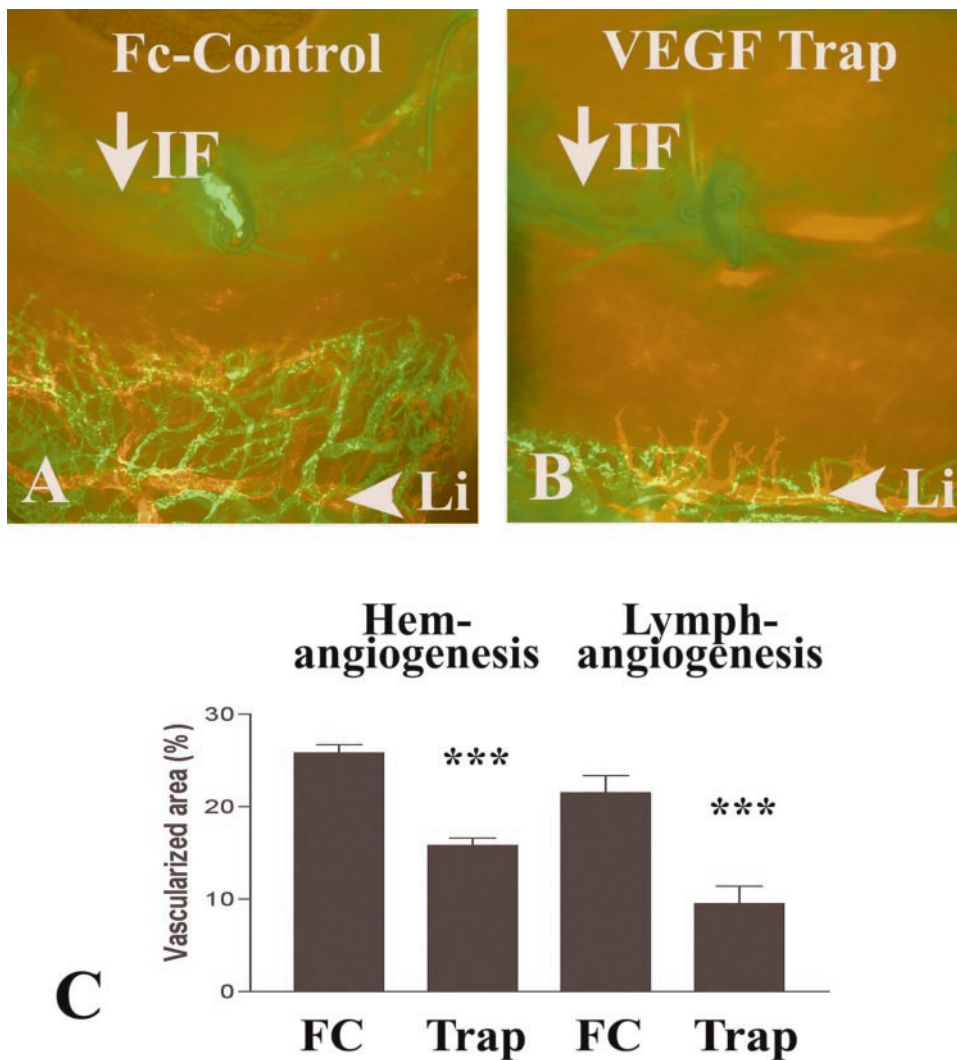 Fc-Control
IF
A
Li
VEGF Trap
IF
B
Li
Hem-
angiogenesis
Lymph-
angiogenesis
Vascularized area (%)
30
20
10
0
***
***
FC
Trap
FC
Trap
C